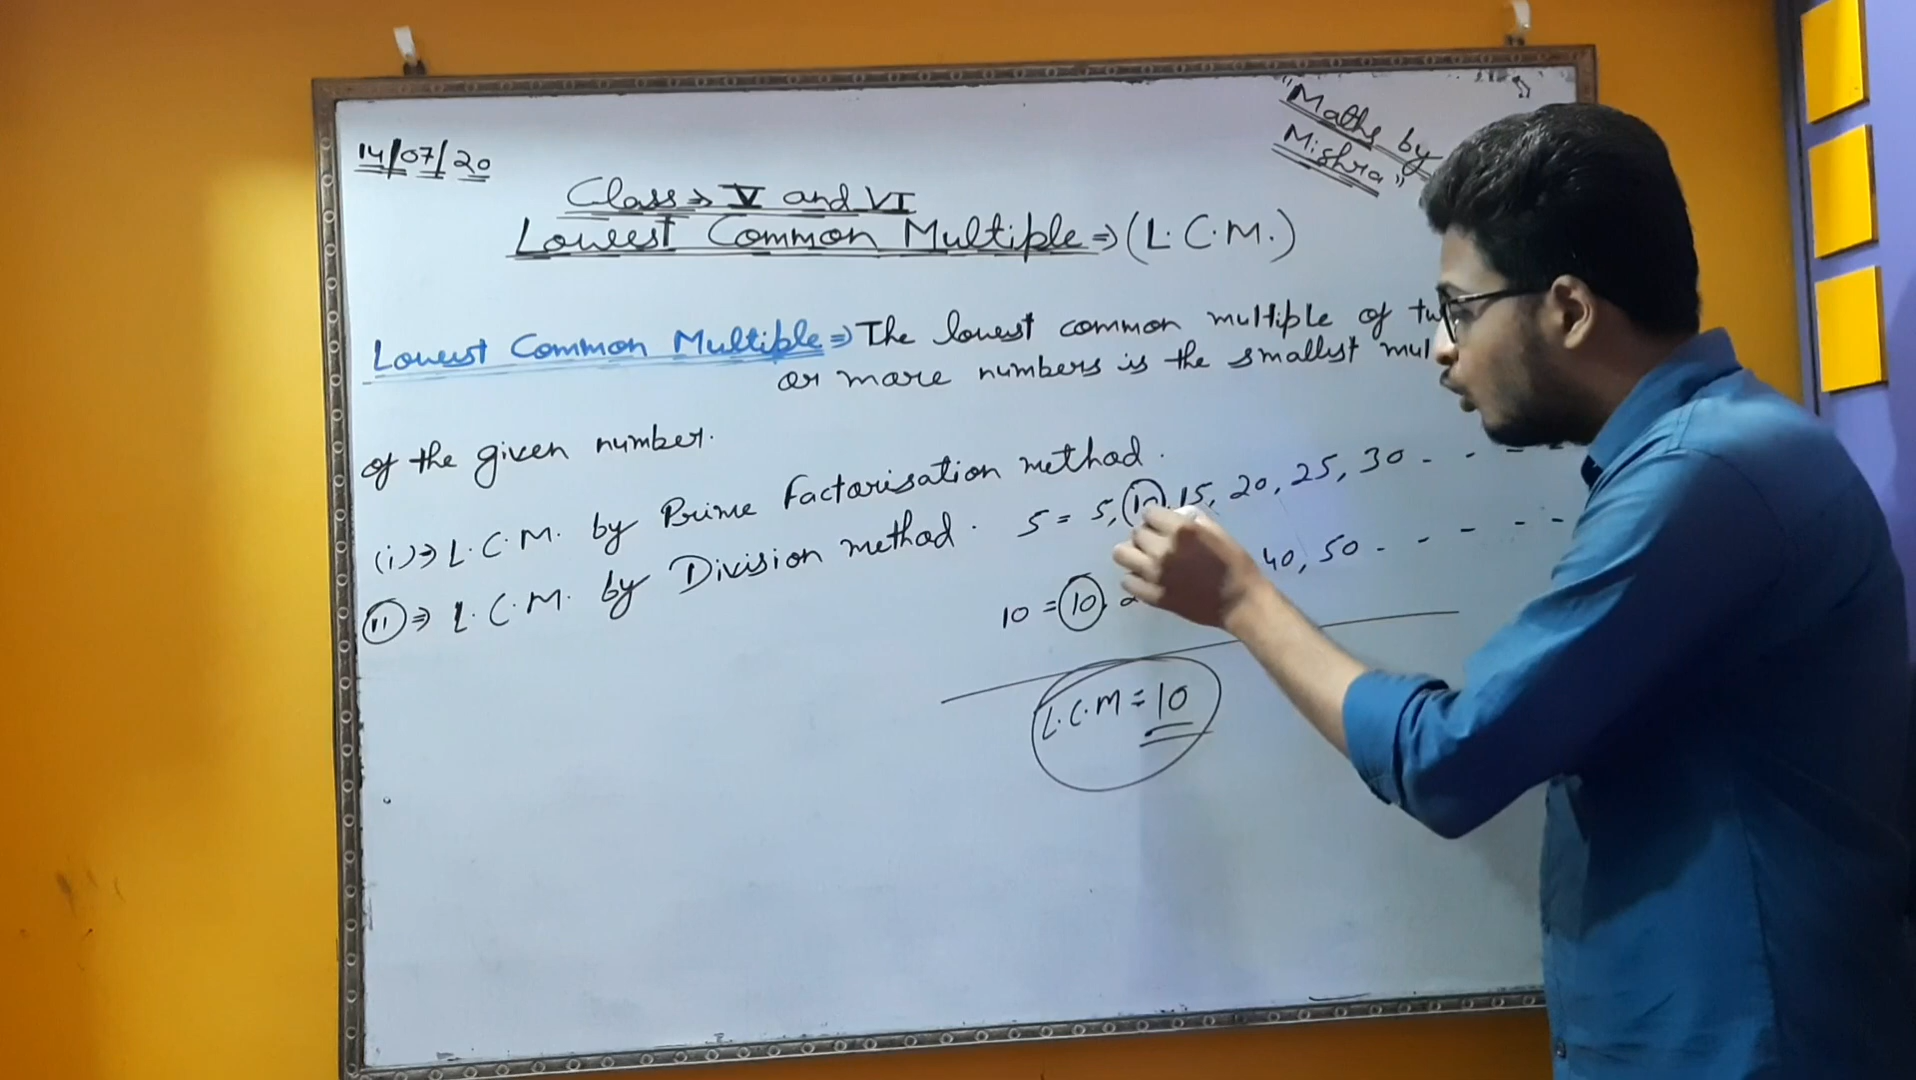 14/07/20
"Maths by
Mishra"
Class ⇒ V and VI
Lowest Common Multiple ⇒ (L.C.M.)
Lowest Common Multiple ⇒ The lowest common multiple of
or more numbers is the smallest
of the given number.
(i) ⇒ L.C.M. by Prime Factorisation method.
(ii) ⇒ L.C.M. by Division method.
5 = 5, 10, 15, 20, 25, 30 - - - -
10 = 10, 40, 50 - - - - -
L.C.M = 10